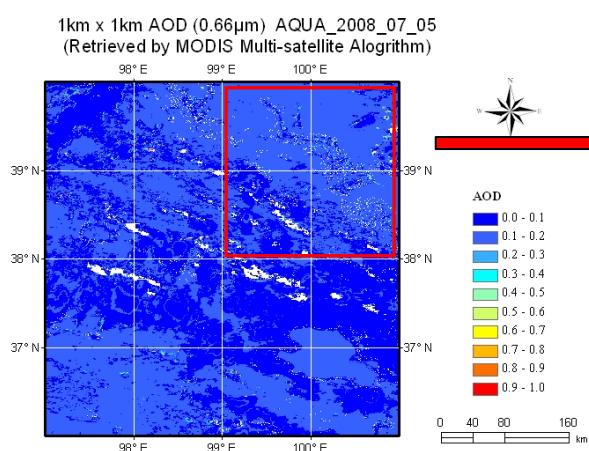 1km x 1km AOD (0.66µm) AQUA_2008_07_05
(Retrieved by MODIS Multi-satellite Alogrithm)
98° E 99° E 100° E
N
W E
S
39° N 39° N
38° N 38° N
37° N 37° N
98° E 99° E 100° E
AOD
0.0 - 0.1
0.1 - 0.2
0.2 - 0.3
0.3 - 0.4
0.4 - 0.5
0.5 - 0.6
0.6 - 0.7
0.7 - 0.8
0.8 - 0.9
0.9 - 1.0
0 40 80 160
km